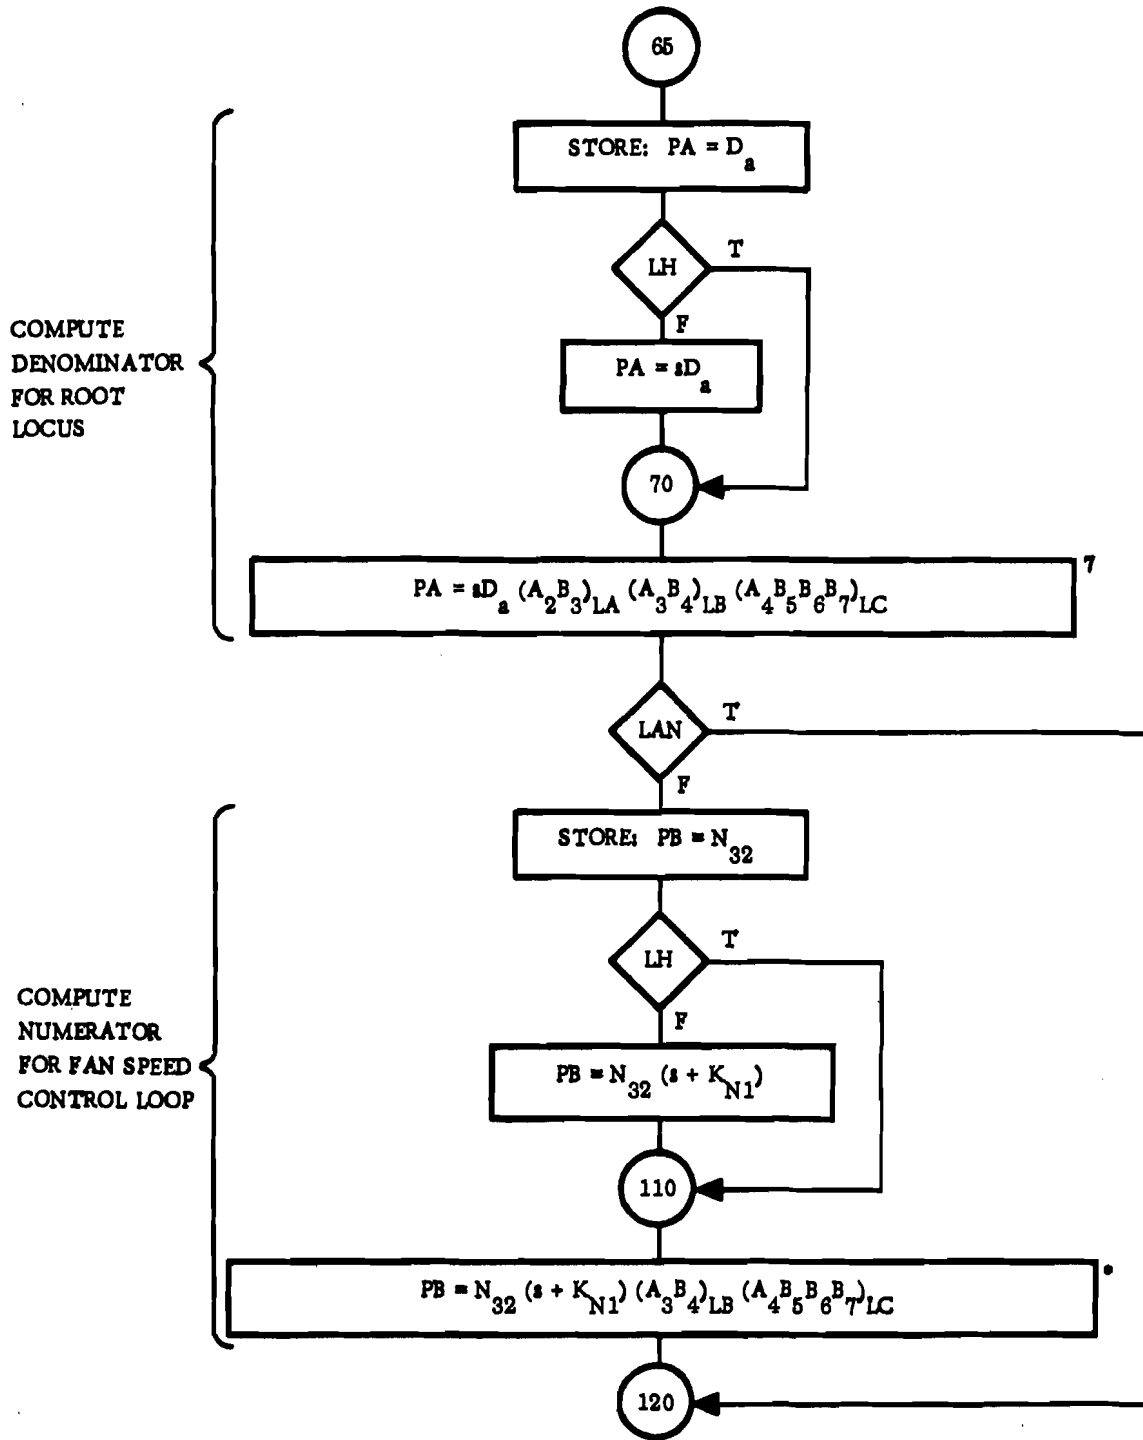 65
STORE: PA = D_a
LH
T
F
COMPUTE
DENOMINATOR
FOR ROOT
LOCUS
PA = sD_a
70
PA = sD_a (A_2B_3)_LA (A_3B_4)_LB (A_4B_5B_6B_7)_LC
7
LAN
T
F
STORE: PB = N_32
LH
T
F
COMPUTE
NUMERATOR
FOR FAN SPEED
CONTROL LOOP
PB = N_32 (s + K_N1)
110
PB = N_32 (s + K_N1) (A_3B_4)_LB (A_4B_5B_6B_7)_LC
*
120